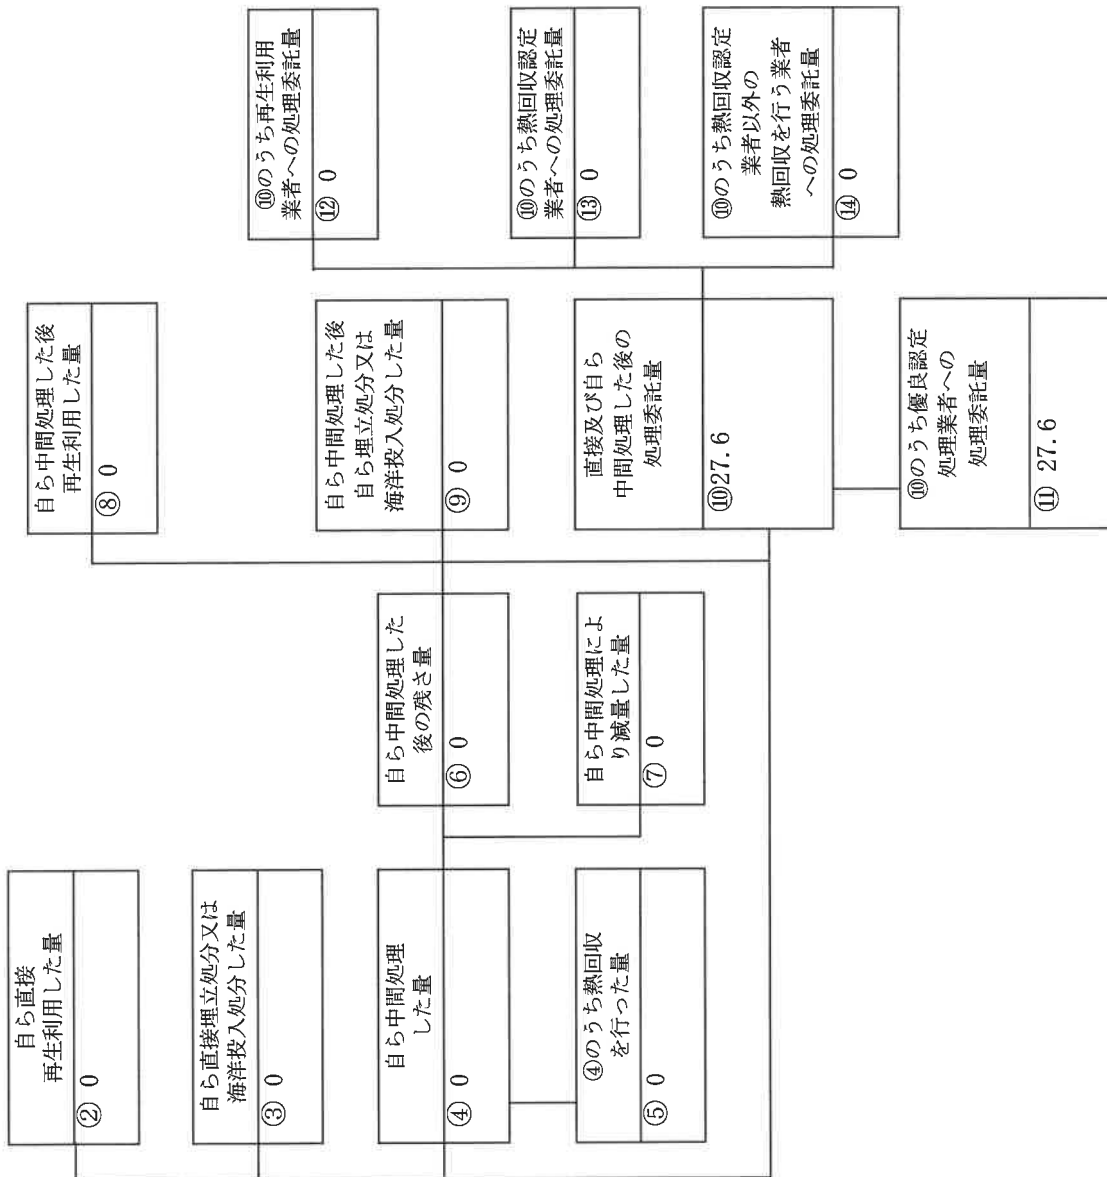 自ら直接
再生利用した量
② 0
自ら直接埋立処分又は
海洋投入処分した量
③ 0
自ら中間処理
した量
④ 0
④のうち熱回収
を行った量
⑤ 0
自ら中間処理した
後の残さ量
⑥ 0
自ら中間処理によ
り減量した量
⑦ 0
自ら中間処理した後
再生利用した量
⑧ 0
自ら中間処理した後
自ら埋立処分又は
海洋投入処分した量
⑨ 0
直接及び自ら
中間処理した後の
処理委託量
⑩27.6
⑩のうち優良認定
処理業者への
処理委託量
⑪ 27.6
⑩のうち再生利用
業者への処理委託量
⑫ 0
⑩のうち熱回収認定
業者への処理委託量
⑬ 0
⑩のうち熱回収認定
業者以外の
熱回収を行う業者
への処理委託量
⑭ 0